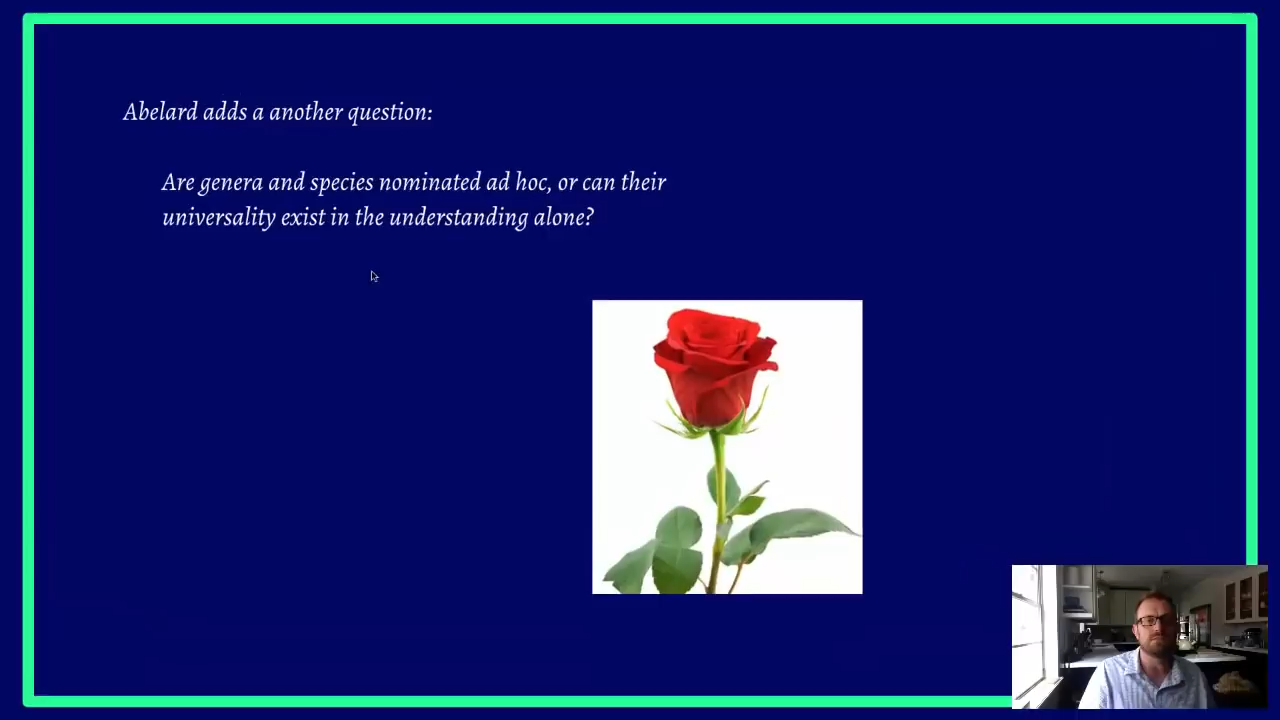 Abelard adds a another question:
Are genera and species nominated ad hoc, or can their
universality exist in the understanding alone?